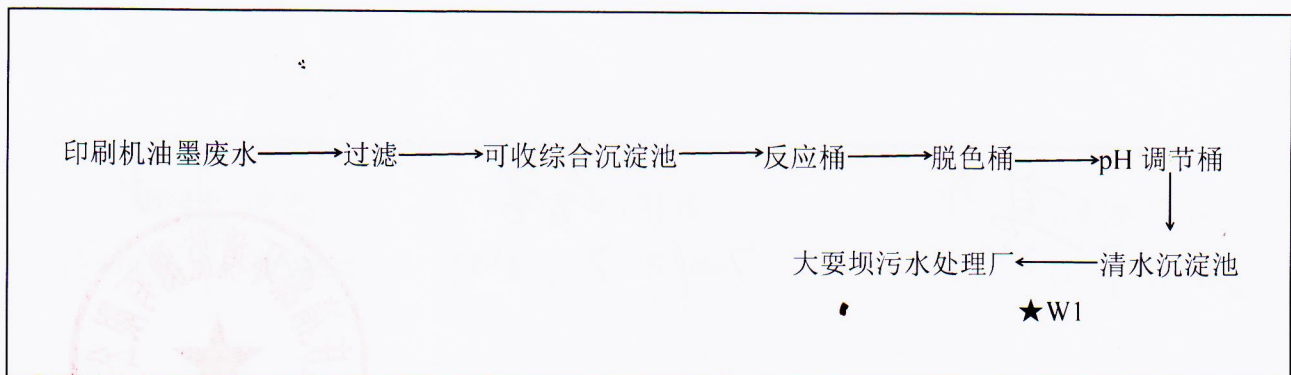 印刷机油墨废水→过滤→可收综合沉淀池→反应桶→脱色桶→pH 调节桶
大耍坝污水处理厂←清水沉淀池
★W1